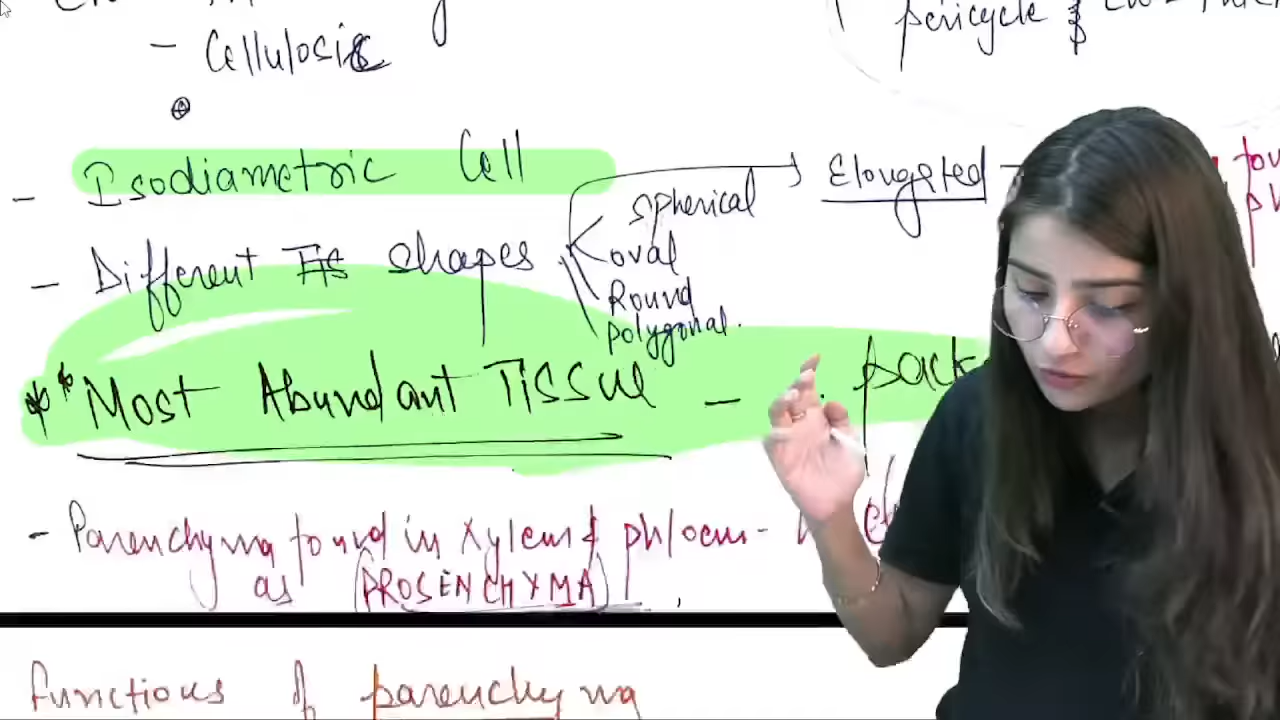 - Cellulosic
pericycle &
- Isodiametric Cell
Elongated
- Different shapes
Spherical
oval
Round
polygonal.
** Most Abundant Tissue -
- Parenchyma found in Xylem & phloem -
as PROSENCHYMA
functions of parenchyma